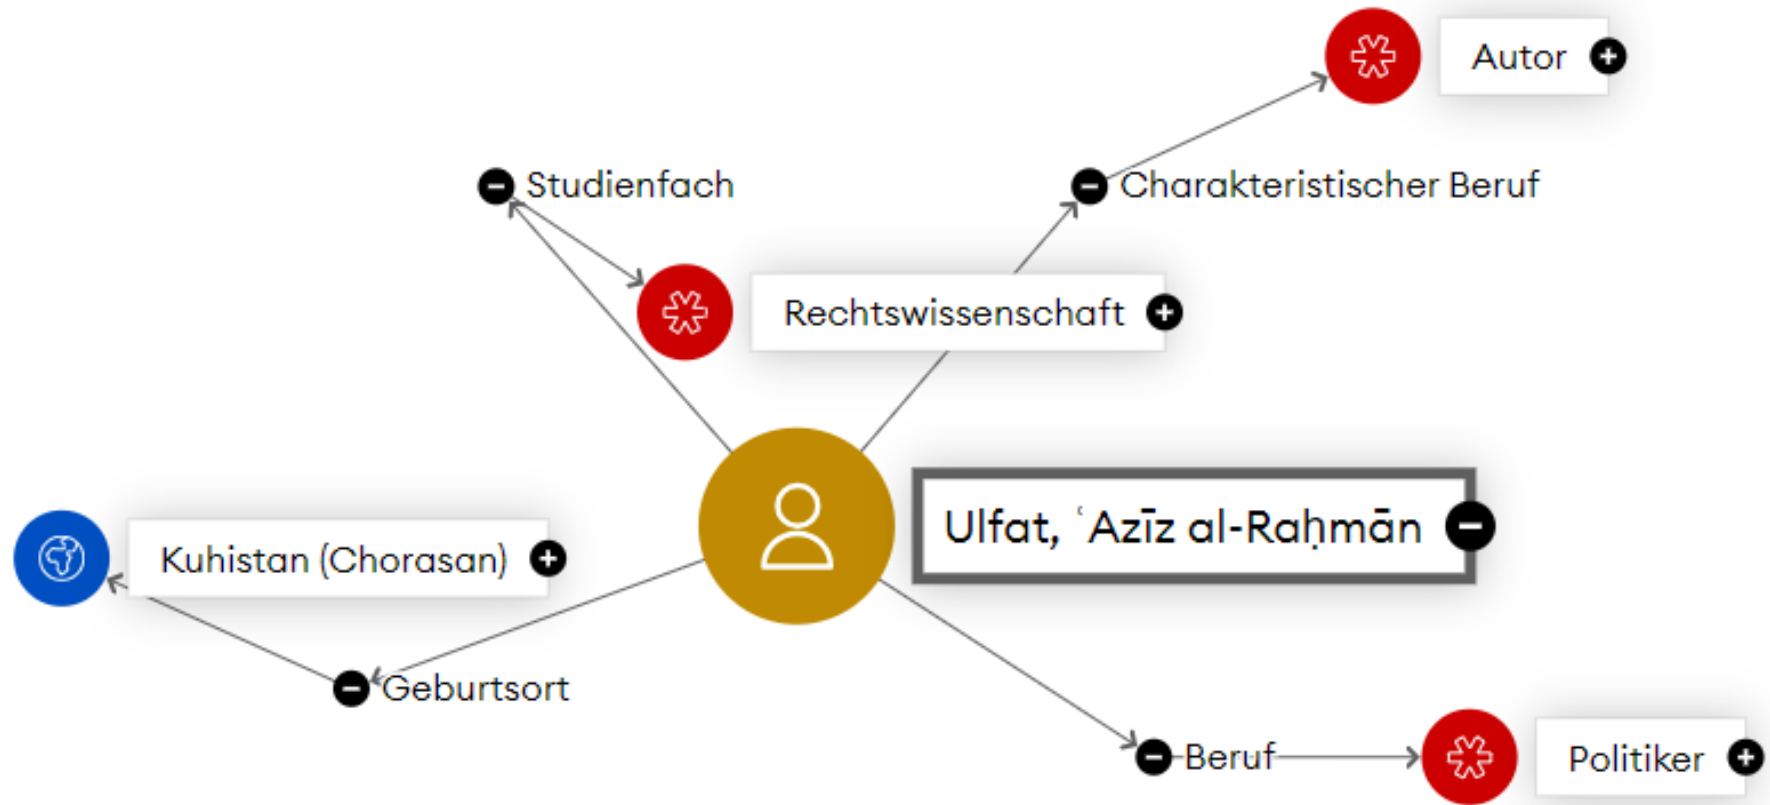 Autor
Studienfach
Charakteristischer Beruf
Rechtswissenschaft
Ulfat, ʿAzīz al-Raḥmān
Kuhistan (Chorasan)
Geburtsort
Beruf
Politiker